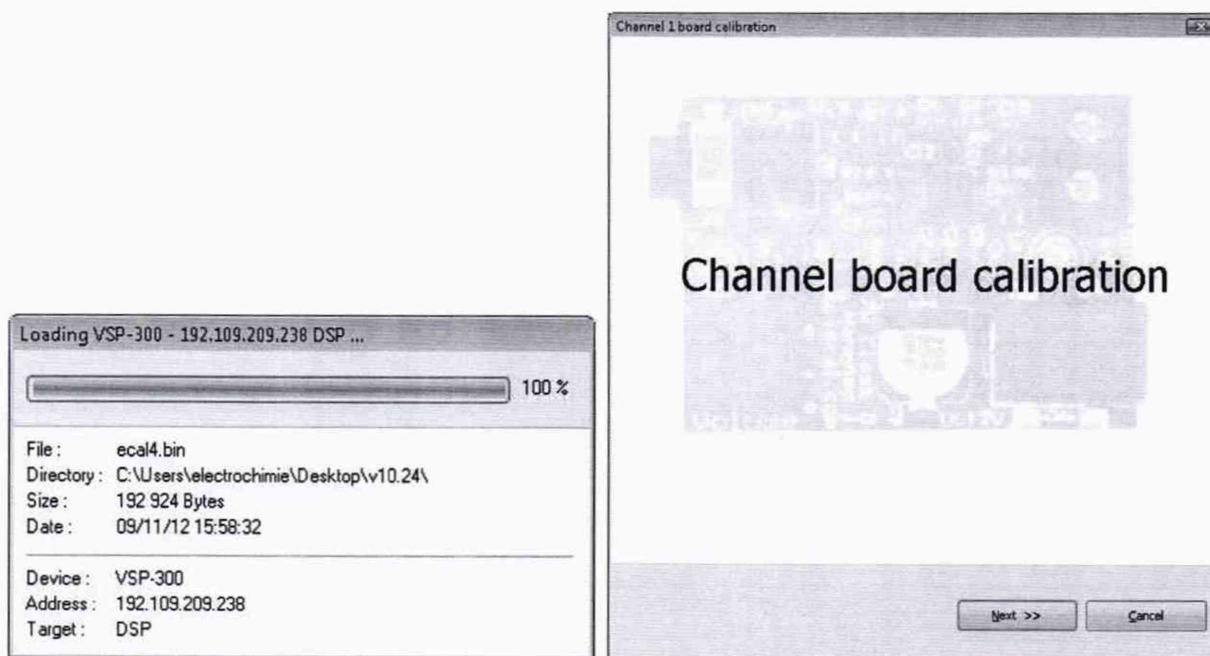 Loading VSP-300 - 192.109.209.238 DSP ...
100 %
File : ecal4.bin
Directory : C:\Users\electrochimie\Desktop\v10.24\
Size : 192 924 Bytes
Date : 09/11/12 15:58:32
Device : VSP-300
Address : 192.109.209.238
Target : DSP
Channel 1 board calibration
Channel board calibration
Next >>
Cancel